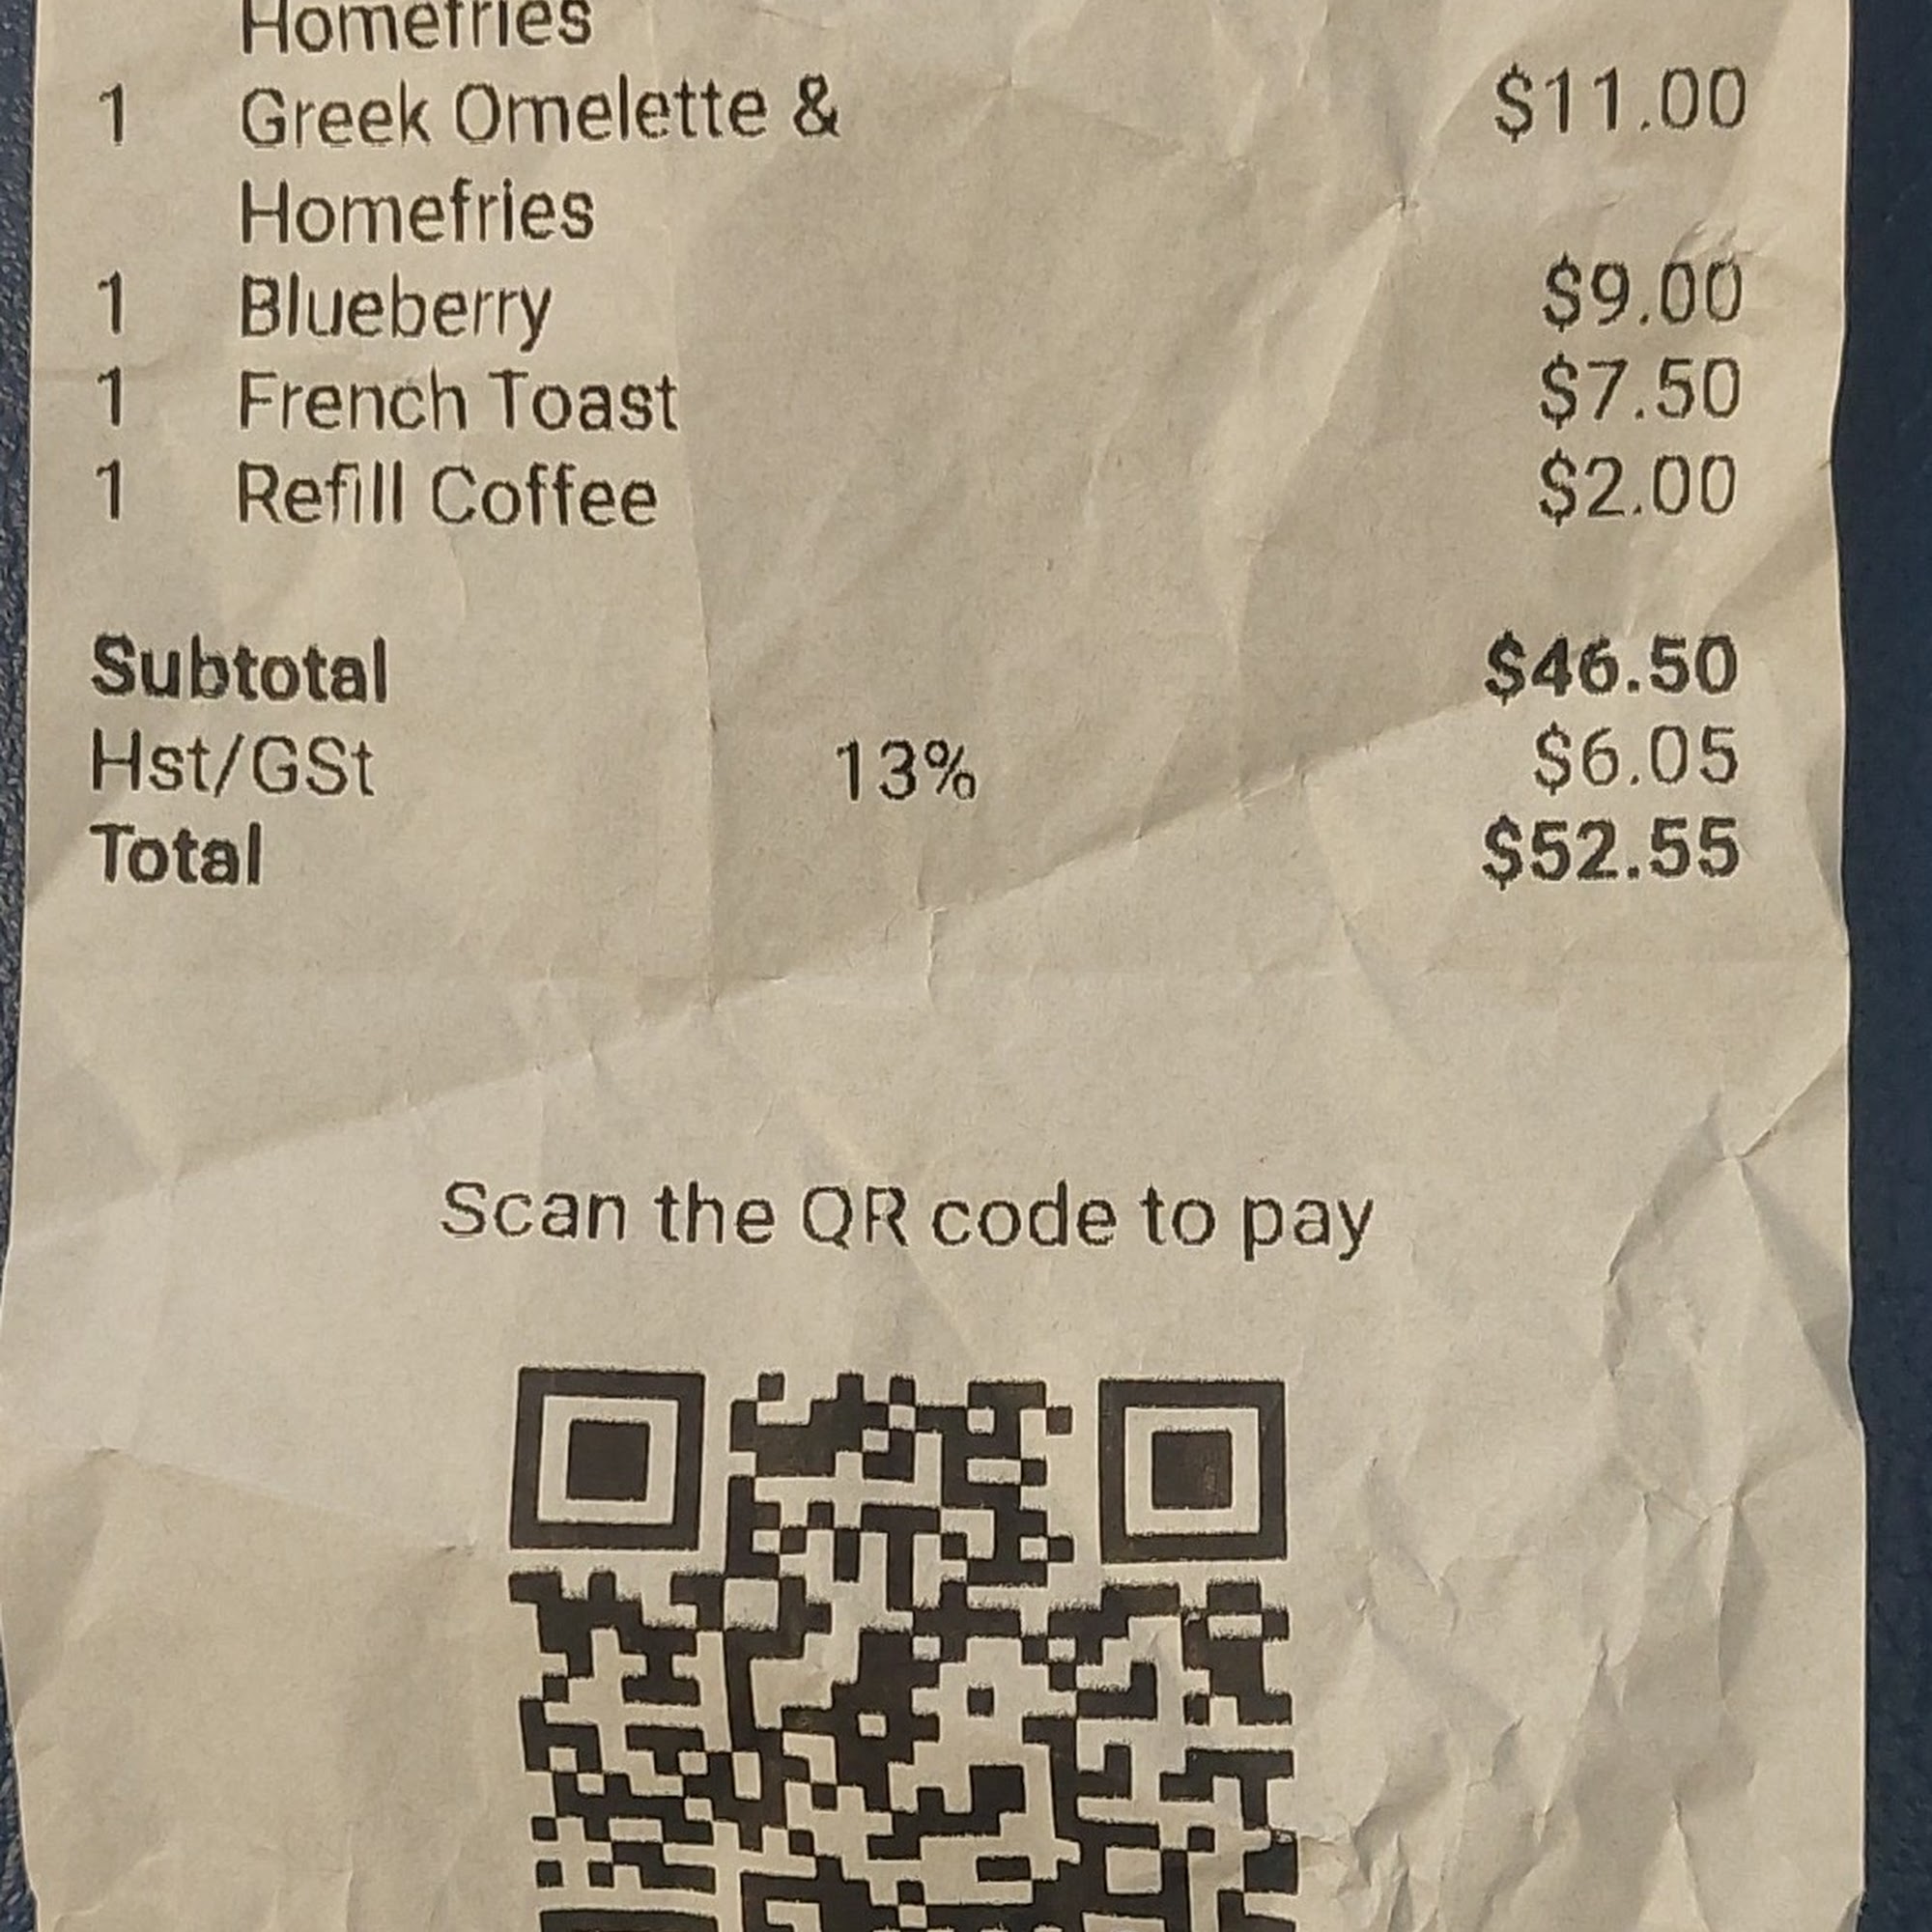 Homefries
1 Greek Omelette & $11.00
Homefries
1 Blueberry $9.00
1 French Toast $7.50
1 Refill Coffee $2.00
Subtotal $46.50
Hst/GSt 13% $6.05
Total $52.55
Scan the QR code to pay